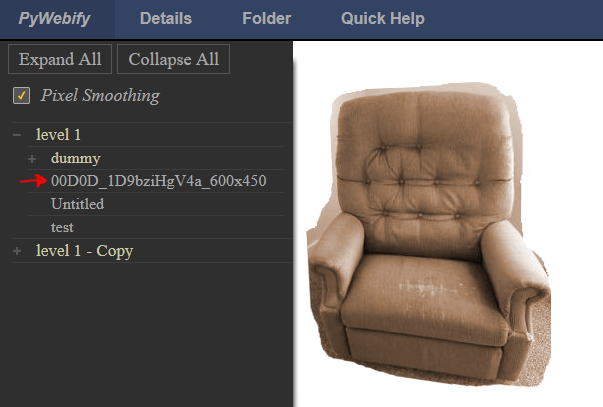 PyWebify Details Folder Quick Help
Expand All Collapse All
Pixel Smoothing
level 1
dummy
00D0D_1D9bziHgV4a_600x450
Untitled
test
level 1 - Copy